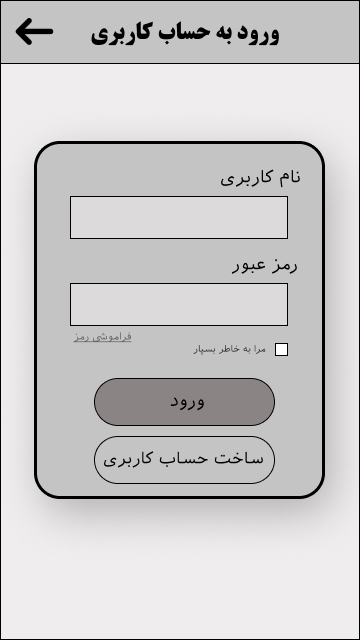 ورود به حساب کاربری
نام کاربری
رمز عبور
فراموشی رمز
مرا به خاطر بسپار
ورود
ساخت حساب کاربری